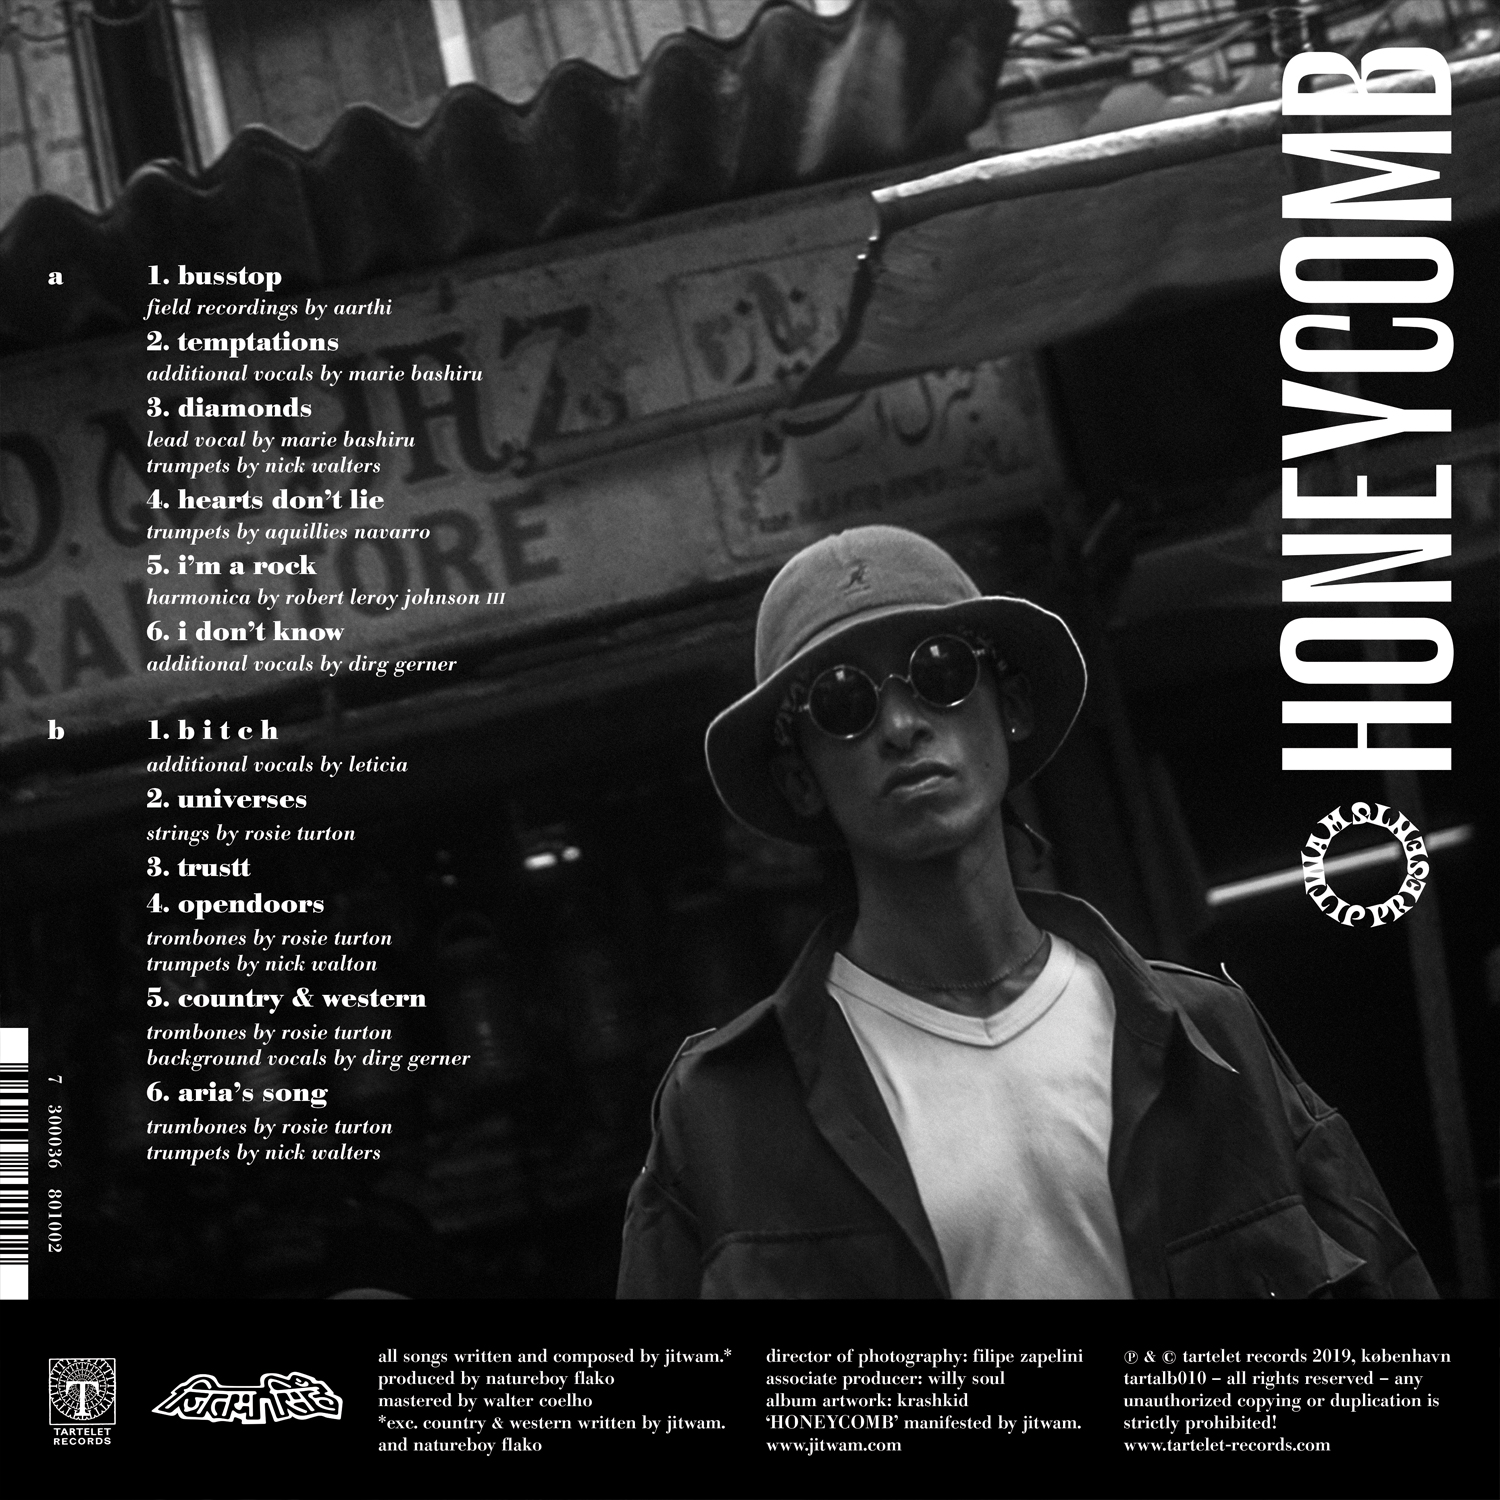 HONEYCOMB
JITWAM SINGH PRESENTS
a
1. busstop
field recordings by aarthi
2. temptations
additional vocals by marie bashiru
3. diamonds
lead vocal by marie bashiru
trumpets by nick walters
4. hearts don’t lie
trumpets by aquillies navarro
5. i’m a rock
harmonica by robert leroy johnson III
6. i don’t know
additional vocals by dirg gerner
b
1. b i t c h
additional vocals by leticia
2. universes
strings by rosie turton
3. trustt
4. opendoors
trombones by rosie turton
trumpets by nick walton
5. country & western
trombones by rosie turton
background vocals by dirg gerner
6. aria’s song
trumbones by rosie turton
trumpets by nick walters
7 300036 801002
T
TARTELET
RECORDS
जितम सिंह
all songs written and composed by jitwam.*
produced by natureboy flako
mastered by walter coelho
*exc. country & western written by jitwam.
and natureboy flako
director of photography: filipe zapelini
associate producer: willy soul
album artwork: krashkid
‘HONEYCOMB’ manifested by jitwam.
www.jitwam.com
℗ & © tartelet records 2019, københavn
tartalb010 – all rights reserved – any
unauthorized copying or duplication is
strictly prohibited!
www.tartelet-records.com